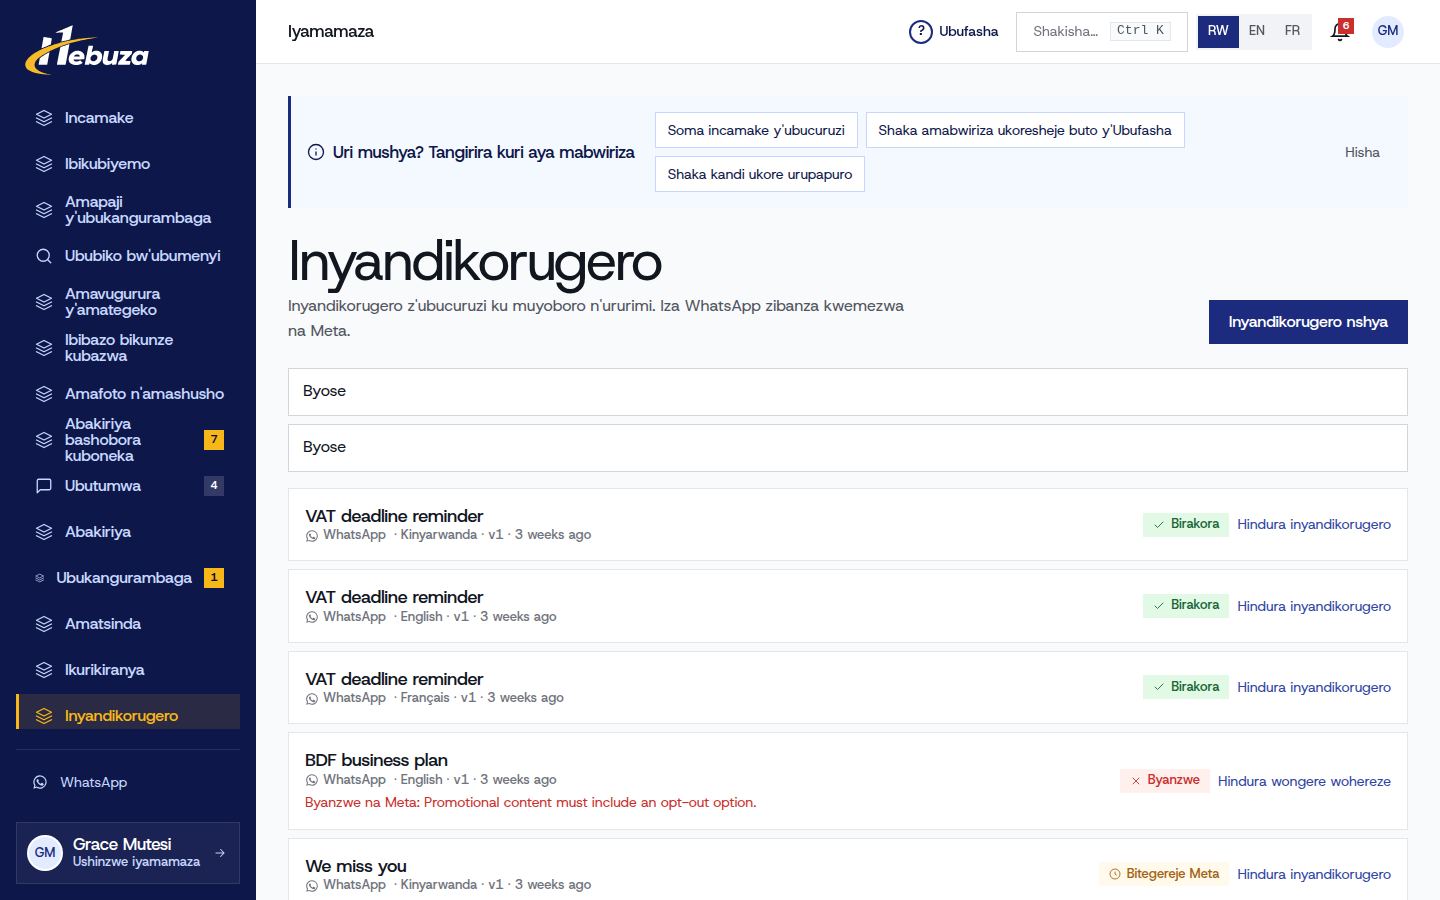 Hebuza
Incamake
Ibikubiyemo
Amapaji
y'ubukangurambaga
Ububiko bw'ubumenyi
Amavugurura
y'amategeko
Ibibazo bikunze
kubazwa
Amafoto n'amashusho
Abakiriya
bashobora
kuboneka
7
Ubutumwa
4
Abakiriya
Ubukangurambaga
1
Amatsinda
Ikurikiranya
Inyandikorugero
WhatsApp
GM
Grace Mutesi
Ushinzwe iyamamaza
Iyamamaza
? Ubufasha
Shakisha... Ctrl K
RW EN FR
6
GM
Uri mushya? Tangirira kuri aya mabwiriza
Soma incamake y'ubucuruzi
Shaka amabwiriza ukoresheje buto y'Ubufasha
Shaka kandi ukore urupapuro
Hisha
Inyandikorugero
Inyandikorugero z'ubucuruzi ku muyoboro n'ururimi. Iza WhatsApp zibanza kwemezwa
na Meta.
Inyandikorugero nshya
Byose
Byose
VAT deadline reminder
WhatsApp · Kinyarwanda · v1 · 3 weeks ago
Birakora
Hindura inyandikorugero
VAT deadline reminder
WhatsApp · English · v1 · 3 weeks ago
Birakora
Hindura inyandikorugero
VAT deadline reminder
WhatsApp · Français · v1 · 3 weeks ago
Birakora
Hindura inyandikorugero
BDF business plan
WhatsApp · English · v1 · 3 weeks ago
Byanzwe na Meta: Promotional content must include an opt-out option.
Byanzwe
Hindura wongere wohereze
We miss you
WhatsApp · Kinyarwanda · v1 · 3 weeks ago
Bitegereje Meta
Hindura inyandikorugero